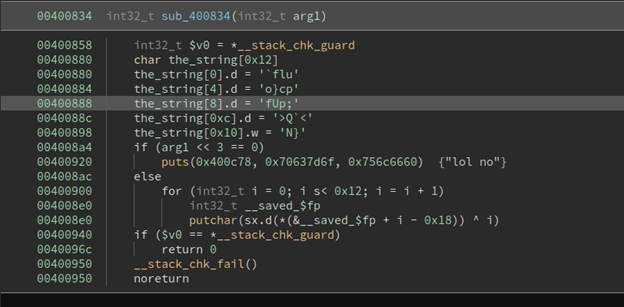 00400834 int32_t sub_400834(int32_t arg1)
00400858 int32_t $v0 = *__stack_chk_guard
00400880 char the_string[0x12]
00400880 the_string[0].d = '`flu'
00400884 the_string[4].d = 'o}cp'
00400888 the_string[8].d = 'fUp;'
0040088c the_string[0xc].d = '>Q`<'
00400898 the_string[0x10].w = 'N}'
004008a4 if (arg1 << 3 == 0)
00400920 puts(0x400c78, 0x70637d6f, 0x756c6660) {"lol no"}
004008ac else
00400900 for (int32_t i = 0; i s< 0x12; i = i + 1)
004008e0 int32_t __saved_$fp
004008e0 putchar(sx.d(*(&__saved_$fp + i - 0x18)) ^ i)
00400940 if ($v0 == *__stack_chk_guard)
0040096c return 0
00400950 __stack_chk_fail()
00400950 noreturn